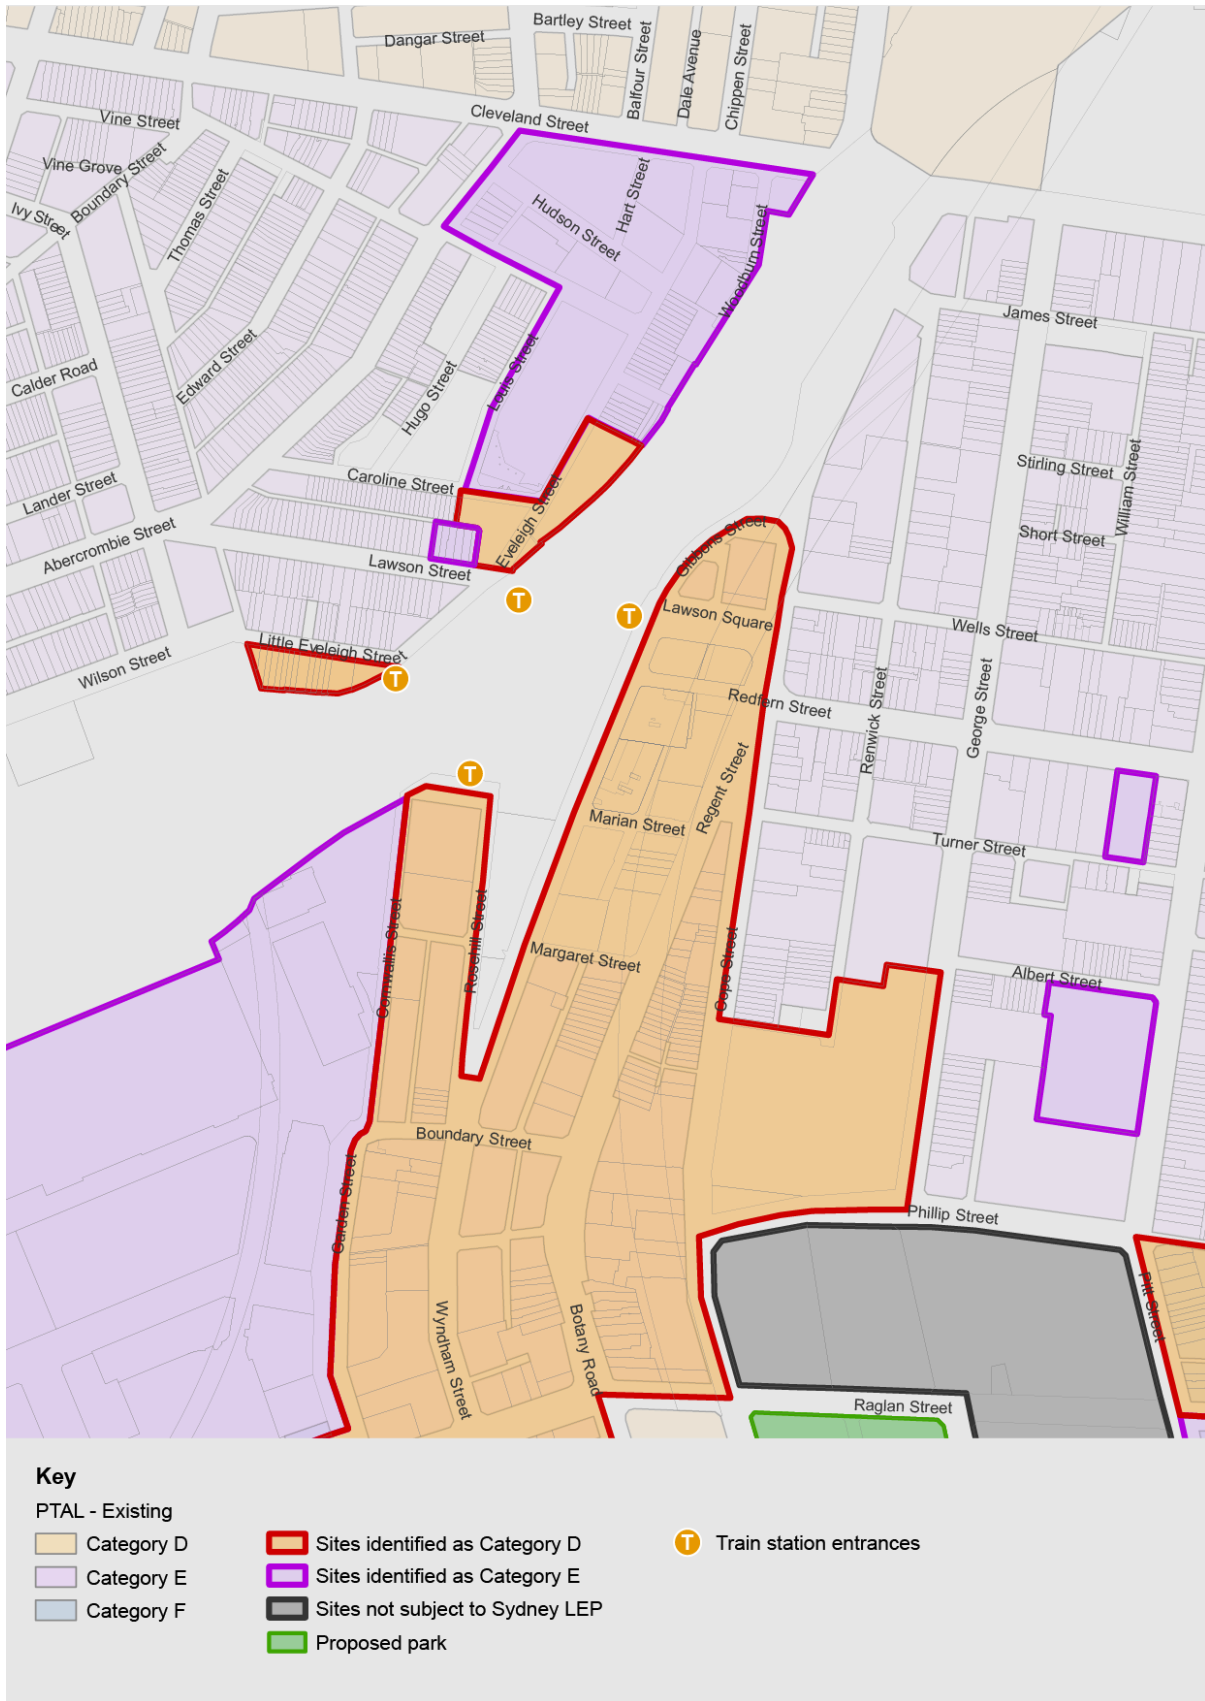 Bartley Street
Dangar Street
Balfour Street
Dale Avenue
Chippen Street
Cleveland Street
Vine Street
Vine Grove
Boundary Street
Ivy Street
Thomas Street
Hart Street
Hudson Street
Woodburn Street
James Street
Calder Road
Edward Street
Hugo Street
Louis Street
Lander Street
Caroline Street
Stirling Street
William Street
Abercrombie Street
Eveleigh Street
Short Street
Lawson Street
Gibbons Street
T
T
Lawson Square
Wells Street
Little Eveleigh Street
Wilson Street
T
Redfern Street
Renwick Street
George Street
T
Regent Street
Marian Street
Turner Street
Cornwallis Street
Rosehill Street
Margaret Street
Cope Street
Albert Street
Boundary Street
Garden Street
Phillip Street
Wyndham Street
Botany Road
Pitt Street
Raglan Street
Key
PTAL - Existing
Category D
Category E
Category F
Sites identified as Category D
Sites identified as Category E
Sites not subject to Sydney LEP
Proposed park
T Train station entrances